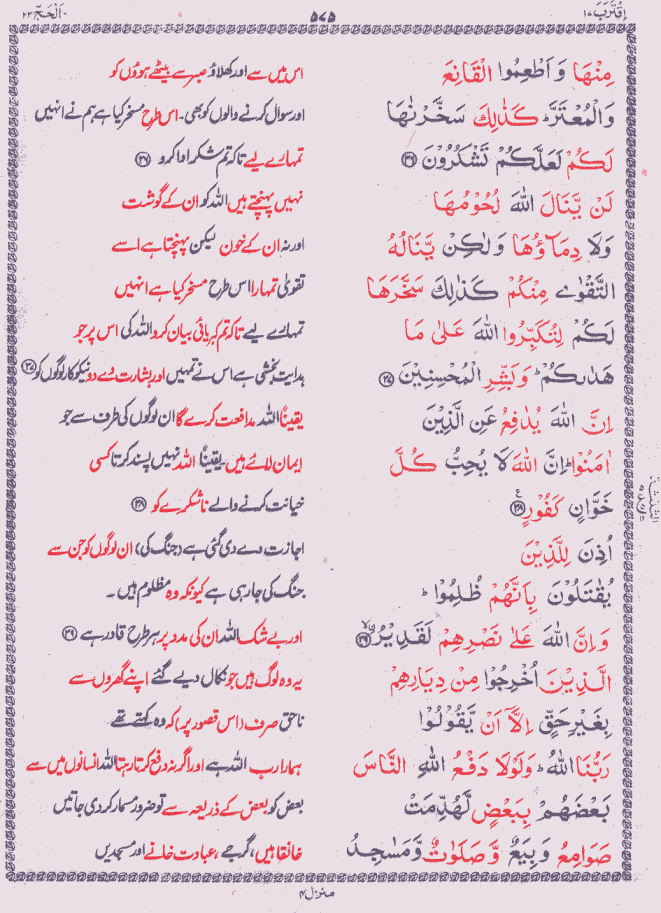 اِقْتَرَبَ ١٧
٥٧٥
اَلْحَجّ ٢٢
مِنْهَا وَ اَطْعِمُوا الْقَانِعَ
اس میں سے اور کھلاؤ صبر سے بیٹھے ہوؤں کو
وَالْمُعْتَرَّ ؕ كَذٰلِكَ سَخَّرْنٰهَا
اور سوال کرنے والوں کو بھی۔ اس طرح مسخر کیا ہے ہم نے انہیں
لَكُمْ لَعَلَّكُمْ تَشْكُرُوْنَ ﴿٣٦﴾
تمہارے لیے تاکہ تم شکر ادا کرو ﴿٣٦﴾
لَنْ يَّنَالَ اللّٰهَ لُحُوْمُهَا
نہیں پہنچتے ہیں اللہ کو ان کے گوشت
وَلَا دِمَآؤُهَا وَلٰكِنْ يَّنَالُهُ
اور نہ ان کے خون لیکن پہنچتا ہے اسے
التَّقْوٰى مِنْكُمْ كَذٰلِكَ سَخَّرَهَا
تقویٰ تمہارا اس طرح مسخر کیا ہے انہیں
لَكُمْ لِتُكَبِّرُوا اللّٰهَ عَلٰى مَا
تمہارے لیے تاکہ تم کبریائی بیان کرو اللہ کی اس پر جو
هَدٰىكُمْ ؕ وَبَشِّرِ الْمُحْسِنِيْنَ ﴿٣٧﴾
ہدایت بخشی ہے اس نے تمہیں اور بشارت دے دو نیکوکار لوگوں کو ﴿٣٧﴾
اِنَّ اللّٰهَ يُدٰفِعُ عَنِ الَّذِيْنَ
یقیناً اللہ مدافعت کرے گا ان لوگوں کی طرف سے جو
اٰمَنُوْا ؕ اِنَّ اللّٰهَ لَا يُحِبُّ كُلَّ
ایمان لائے ہیں یقیناً اللہ نہیں پسند کرتا کسی
خَوَّانٍ كَفُوْرٍ ﴿٣٨﴾ ع
خیانت کرنے والے ناشکرے کو ﴿٣٨﴾
اُذِنَ لِلَّذِيْنَ
اجازت دے دی گئی ہے (جنگ کی) ان لوگوں کو جن سے
يُقٰتَلُوْنَ بِاَنَّهُمْ ظُلِمُوْا ؕ
جنگ کی جا رہی ہے کیونکہ وہ مظلوم ہیں۔
وَاِنَّ اللّٰهَ عَلٰى نَصْرِهِمْ لَقَدِيْرُ ﴿٣٩﴾
اور بے شک اللہ ان کی مدد پر ہر طرح قادر ہے ﴿٣٩﴾
الَّذِيْنَ اُخْرِجُوْا مِنْ دِيَارِهِمْ
یہ وہ لوگ ہیں جو نکال دیے گئے اپنے گھروں سے
بِغَيْرِ حَقٍّ اِلَّاۤ اَنْ يَّقُوْلُوْا
ناحق صرف (اس قصور پر) کہ وہ کہتے تھے
رَبُّنَا اللّٰهُ ؕ وَلَوْلَا دَفْعُ اللّٰهِ النَّاسَ
ہمارا رب اللہ ہے اور اگر نہ دفع کرتا رہتا اللہ انسانوں میں سے
بَعْضَهُمْ بِبَعْضٍ لَّهُدِّمَتْ
بعض کو بعض کے ذریعہ سے تو ضرور مسمار کر دی جاتیں
صَوَامِعُ وَبِيَعٌ وَّصَلَوٰتٌ وَّمَسٰجِدُ
خانقاہیں، گرجے، عبادت خانے اور مسجدیں
منزل ۴